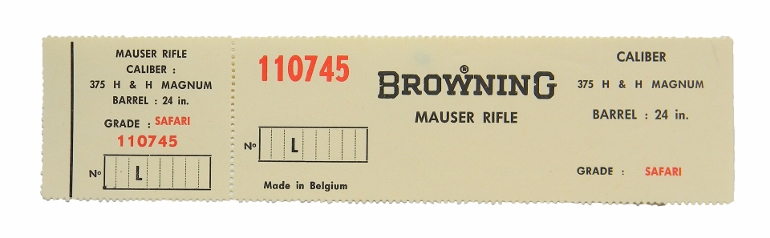 MAUSER RIFLE
CALIBER :
375 H & H MAGNUM
BARREL : 24 in.
GRADE : SAFARI
110745
Nº L
110745
Nº L
Made in Belgium
BROWNING®
MAUSER RIFLE
CALIBER
375 H & H MAGNUM
BARREL : 24 in.
GRADE : SAFARI